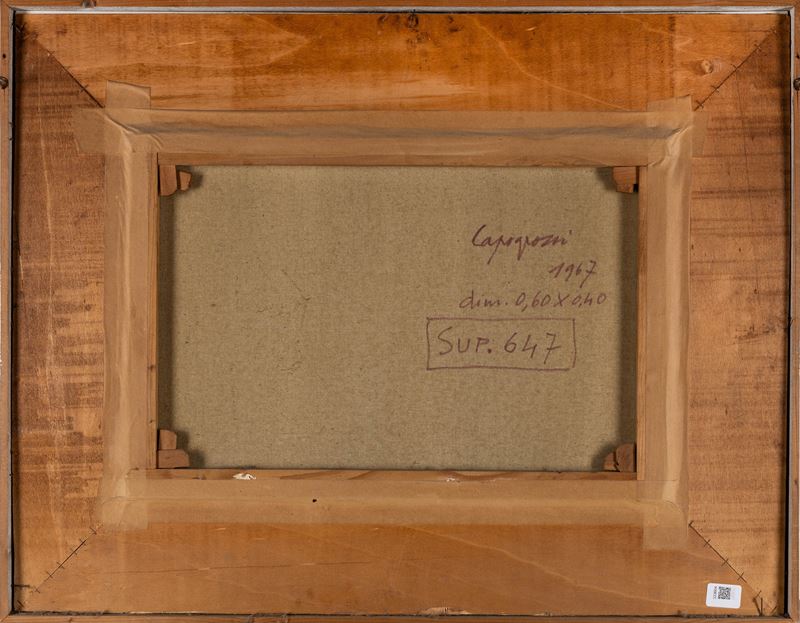 Capogrossi
1967
dim. 0,60 x 0,40
SUP. 647